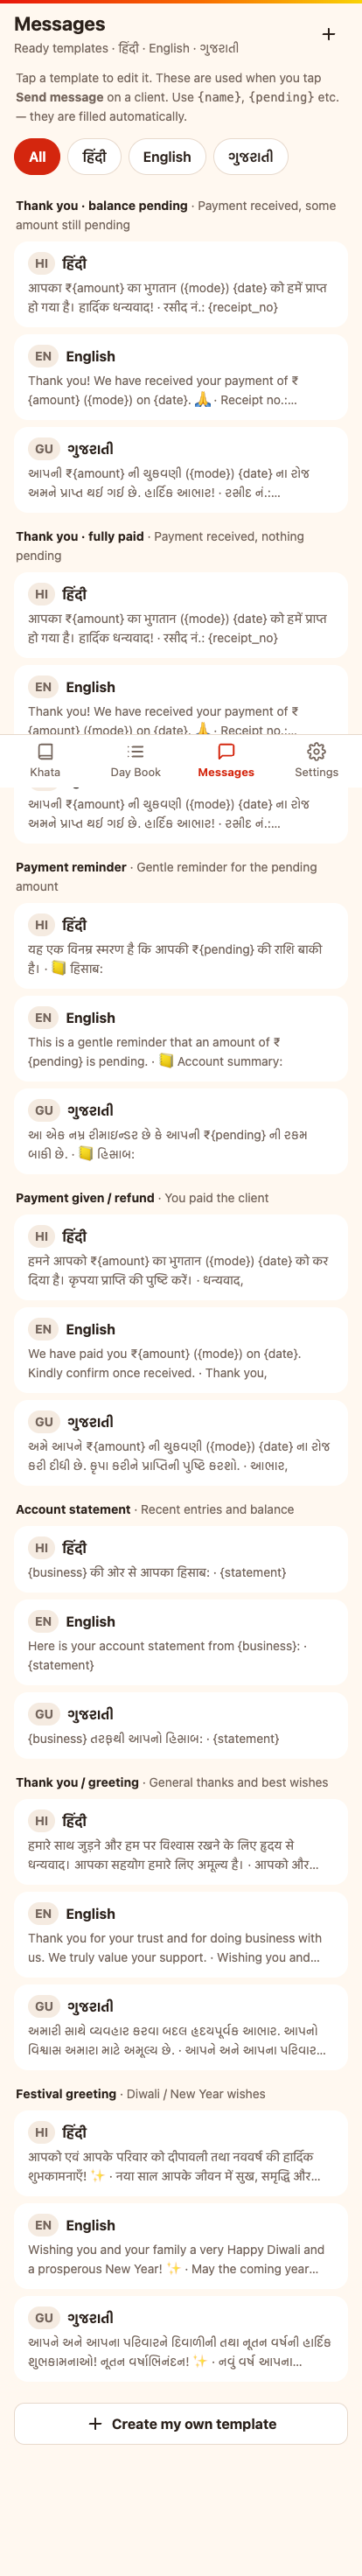 Messages
Ready templates · हिंदी · English · ગુજરાતી
Tap a template to edit it. These are used when you tap
Send message on a client. Use {name}, {pending} etc.
— they are filled automatically.
All
हिंदी
English
ગુજરાતી
Thank you · balance pending · Payment received, some
amount still pending
HI हिंदी
आपका ₹{amount} का भुगतान ({mode}) {date} को हमें प्राप्त
हो गया है। हार्दिक धन्यवाद! · रसीद नं.: {receipt_no}
EN English
Thank you! We have received your payment of ₹
{amount} ({mode}) on {date}. 🙏 · Receipt no.:...
GU ગુજરાતી
આપની ₹{amount} ની ચુકવણી ({mode}) {date} ના રોજ
અમને પ્રાપ્ત થઈ ગઈ છે. હાર્દિક આભાર! · રસીદ નં.:...
Thank you · fully paid · Payment received, nothing
pending
HI हिंदी
आपका ₹{amount} का भुगतान ({mode}) {date} को हमें प्राप्त
हो गया है। हार्दिक धन्यवाद! · रसीद नं.: {receipt_no}
EN English
Thank you! We have received your payment of ₹
{amount} ({mode}) on {date}. 🙏 · Receipt no.:...
Khata
Day Book
Messages
Settings
આપની ₹{amount} ની ચુકવણી ({mode}) {date} ના રોજ
અમને પ્રાપ્ત થઈ ગઈ છે. હાર્દિક આભાર! · રસીદ નં.:...
Payment reminder · Gentle reminder for the pending
amount
HI हिंदी
यह एक विनम्र स्मरण है कि आपकी ₹{pending} की राशि बाकी
है। · 📒 हिसाब:
EN English
This is a gentle reminder that an amount of ₹
{pending} is pending. · 📒 Account summary:
GU ગુજરાતી
આ એક નમ્ર રીમાઇન્ડર છે કે આપની ₹{pending} ની રકમ
બાકી છે. · 📒 હિસાબ:
Payment given / refund · You paid the client
HI हिंदी
हमने आपको ₹{amount} का भुगतान ({mode}) {date} को कर
दिया है। कृपया प्राप्ति की पुष्टि करें। · धन्यवाद,
EN English
We have paid you ₹{amount} ({mode}) on {date}.
Kindly confirm once received. · Thank you,
GU ગુજરાતી
અમે આપને ₹{amount} ની ચુકવણી ({mode}) {date} ના રોજ
કરી દીધી છે. કૃપા કરીને પ્રાપ્તિની પુષ્ટિ કરશો. · આભાર,
Account statement · Recent entries and balance
HI हिंदी
{business} की ओर से आपका हिसाब: · {statement}
EN English
Here is your account statement from {business}: ·
{statement}
GU ગુજરાતી
{business} તરફથી આપનો હિસાબ: · {statement}
Thank you / greeting · General thanks and best wishes
HI हिंदी
हमारे साथ जुड़ने और हम पर विश्वास रखने के लिए हृदय से
धन्यवाद। आपका सहयोग हमारे लिए अमूल्य है। · आपको और...
EN English
Thank you for your trust and for doing business with
us. We truly value your support. · Wishing you and...
GU ગુજરાતી
અમારી સાથે વ્યવહાર કરવા બદલ હૃદયપૂર્વક આભાર. આપનો
વિશ્વાસ અમારા માટે અમૂલ્ય છે. · આપને અને આપના પરિવાર...
Festival greeting · Diwali / New Year wishes
HI हिंदी
आपको एवं आपके परिवार को दीपावली तथा नववर्ष की हार्दिक
शुभकामनाएँ! ✨ · नया साल आपके जीवन में सुख, समृद्धि और...
EN English
Wishing you and your family a very Happy Diwali and
a prosperous New Year! ✨ · May the coming year...
GU ગુજરાતી
આપને અને આપના પરિવારને દિવાળીની તથા નૂતન વર્ષની હાર્દિક
શુભકામનાઓ! નૂતન વર્ષાભિનંદન! ✨ · નવું વર્ષ આપના...
Create my own template